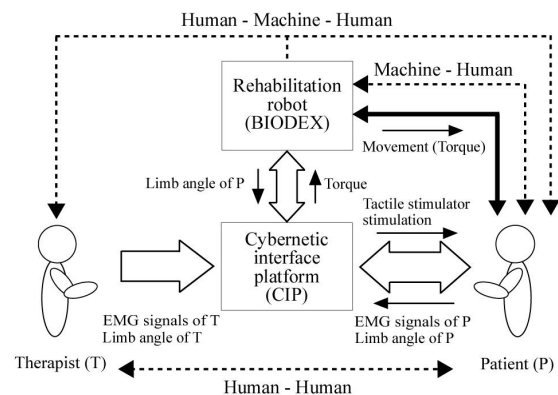 Human - Machine - Human
Rehabilitation
robot
(BIODEX)
Machine - Human
Movement (Torque)
Limb angle of P
Torque
Tactile stimulator
stimulation
Cybernetic
interface
platform
(CIP)
EMG signals of T
Limb angle of T
EMG signals of P
Limb angle of P
Therapist (T)
Patient (P)
Human - Human